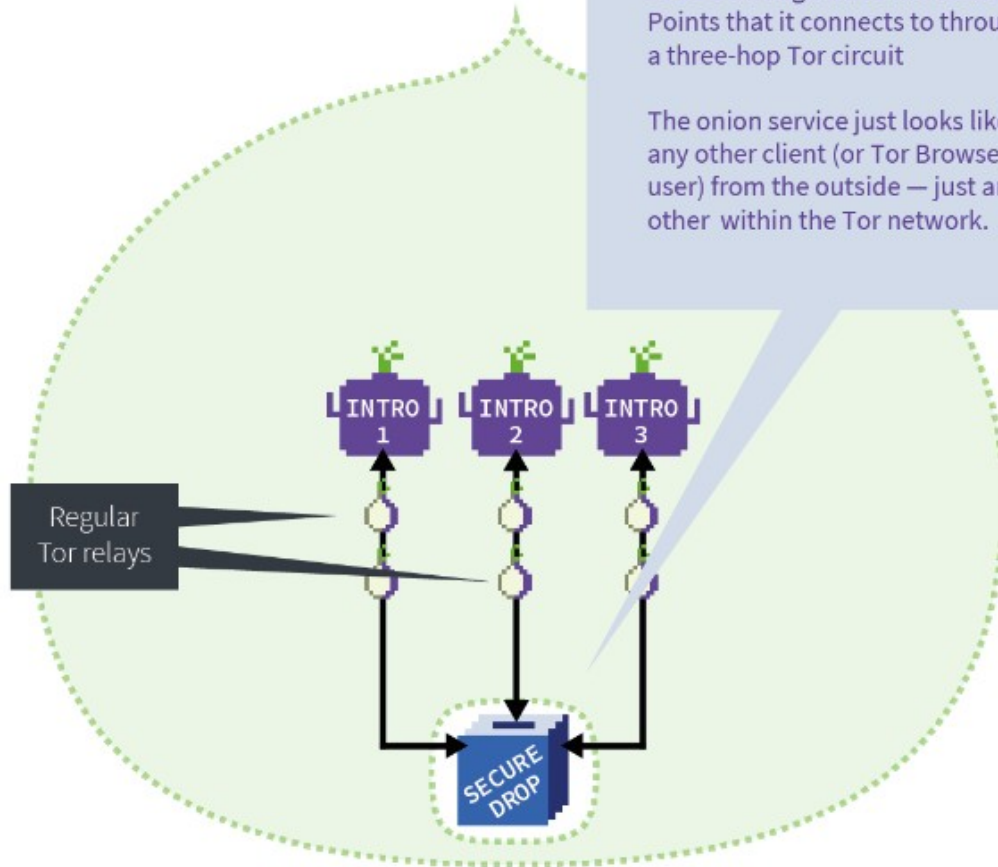 Points that it connects to throu
a three-hop Tor circuit
The onion service just looks like
any other client (or Tor Browse
user) from the outside — just an
other within the Tor network.
INTRO
1
INTRO
2
INTRO
3
Regular
Tor relays
SECURE
DROP